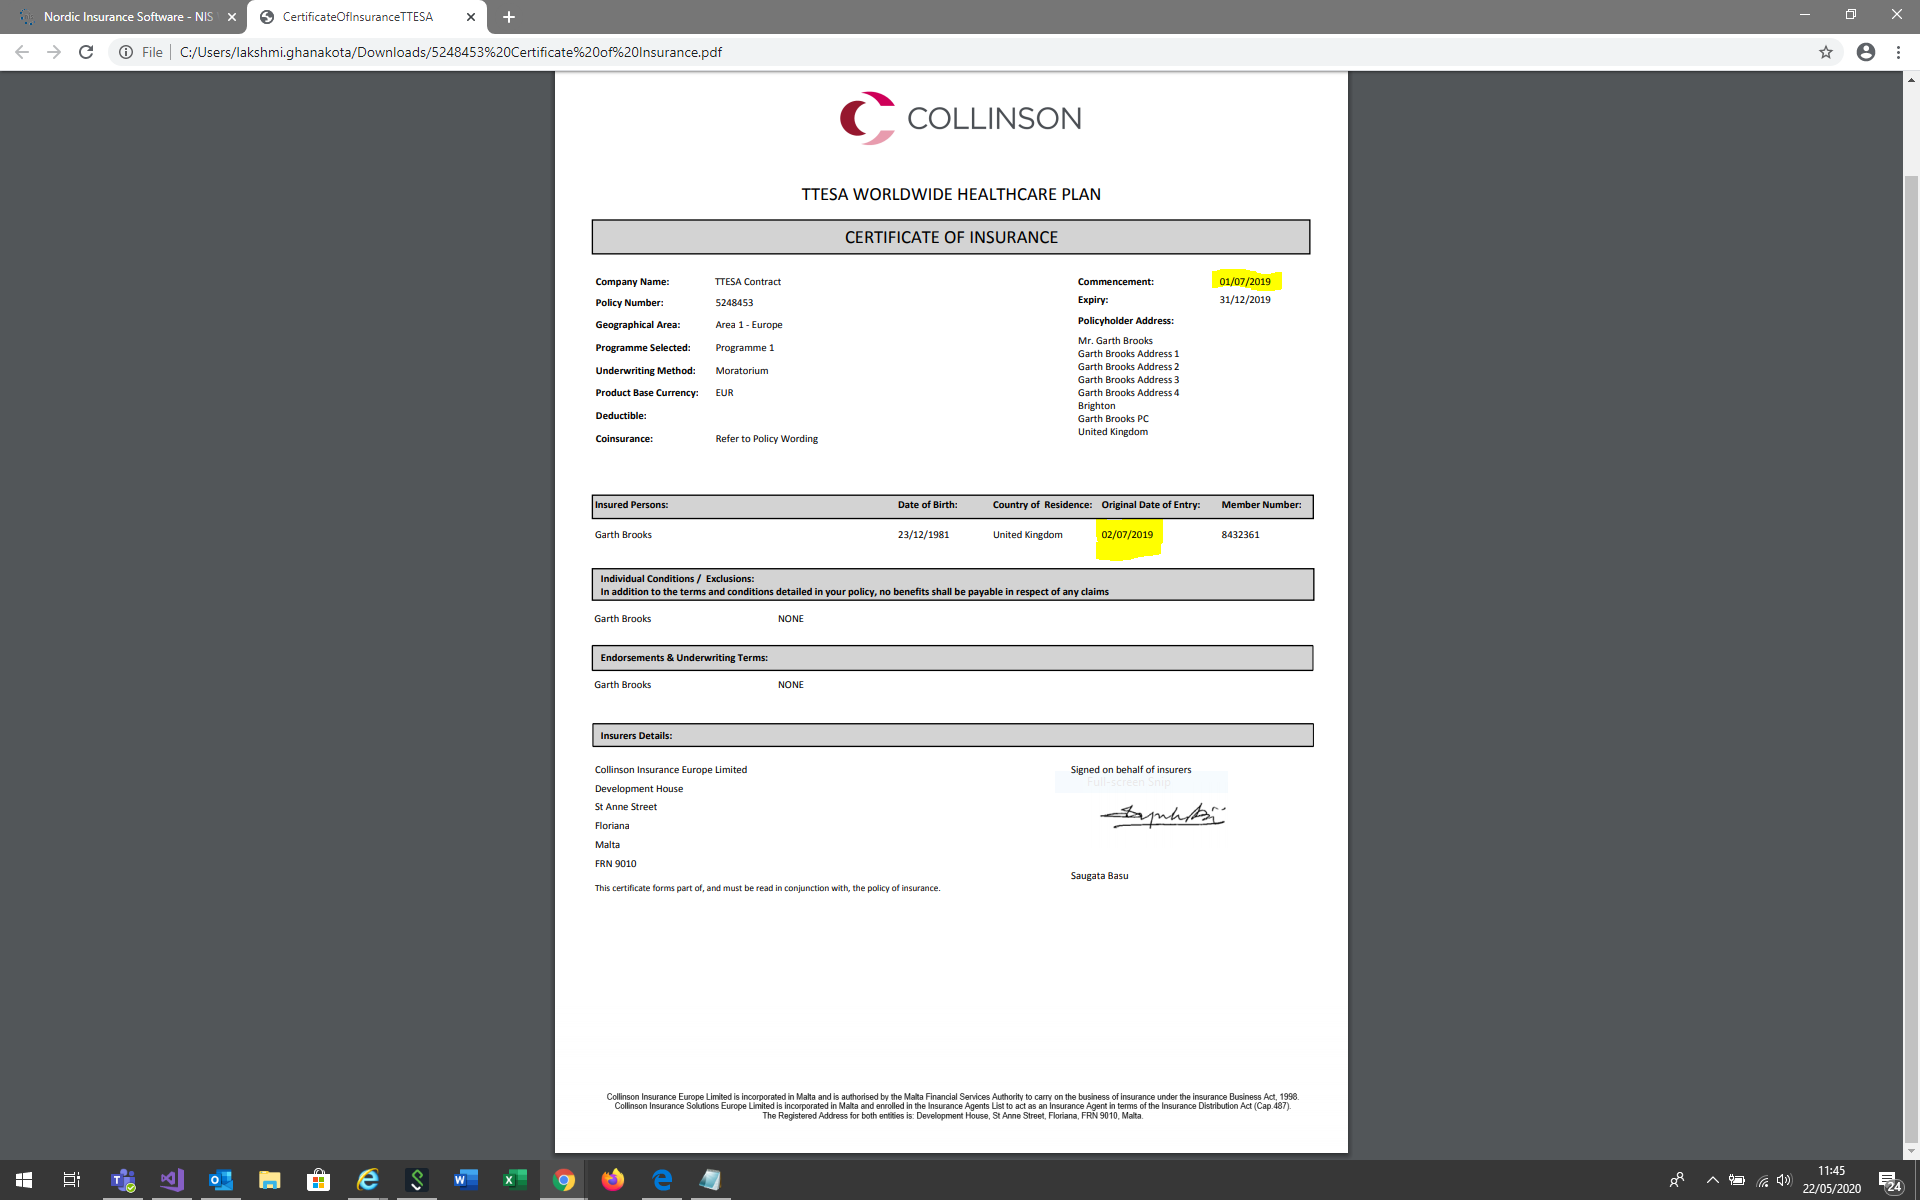 Nordic Insurance Software - NIS
CertificateOfInsuranceTTESA
File
C:/Users/lakshmi.ghanakota/Downloads/5248453%20Certificate%20of%20Insurance.pdf
COLLINSON
TTESA WORLDWIDE HEALTHCARE PLAN
CERTIFICATE OF INSURANCE
Company Name: TTESA Contract
Policy Number: 5248453
Geographical Area: Area 1 - Europe
Programme Selected: Programme 1
Underwriting Method: Moratorium
Product Base Currency: EUR
Deductible:
Coinsurance: Refer to Policy Wording
Commencement: 01/07/2019
Expiry: 31/12/2019
Policyholder Address:
Mr. Garth Brooks
Garth Brooks Address 1
Garth Brooks Address 2
Garth Brooks Address 3
Garth Brooks Address 4
Brighton
Garth Brooks PC
United Kingdom
Insured Persons: Date of Birth: Country of Residence: Original Date of Entry: Member Number:
Garth Brooks 23/12/1981 United Kingdom 02/07/2019 8432361
Individual Conditions / Exclusions:
In addition to the terms and conditions detailed in your policy, no benefits shall be payable in respect of any claims
Garth Brooks NONE
Endorsements & Underwriting Terms:
Garth Brooks NONE
Insurers Details:
Collinson Insurance Europe Limited
Development House
St Anne Street
Floriana
Malta
FRN 9010
This certificate forms part of, and must be read in conjunction with, the policy of insurance.
Signed on behalf of insurers
Full-screen Snip
Saugata Basu
Collinson Insurance Europe Limited is incorporated in Malta and is authorised by the Malta Financial Services Authority to carry on the business of insurance under the insurance Business Act, 1998.
Collinson Insurance Solutions Europe Limited is incorporated in Malta and enrolled in the Insurance Agents List to act as an Insurance Agent in terms of the Insurance Distribution Act (Cap.487).
The Registered Address for both entities is: Development House, St Anne Street, Floriana, FRN 9010, Malta.
11:45
22/05/2020
24